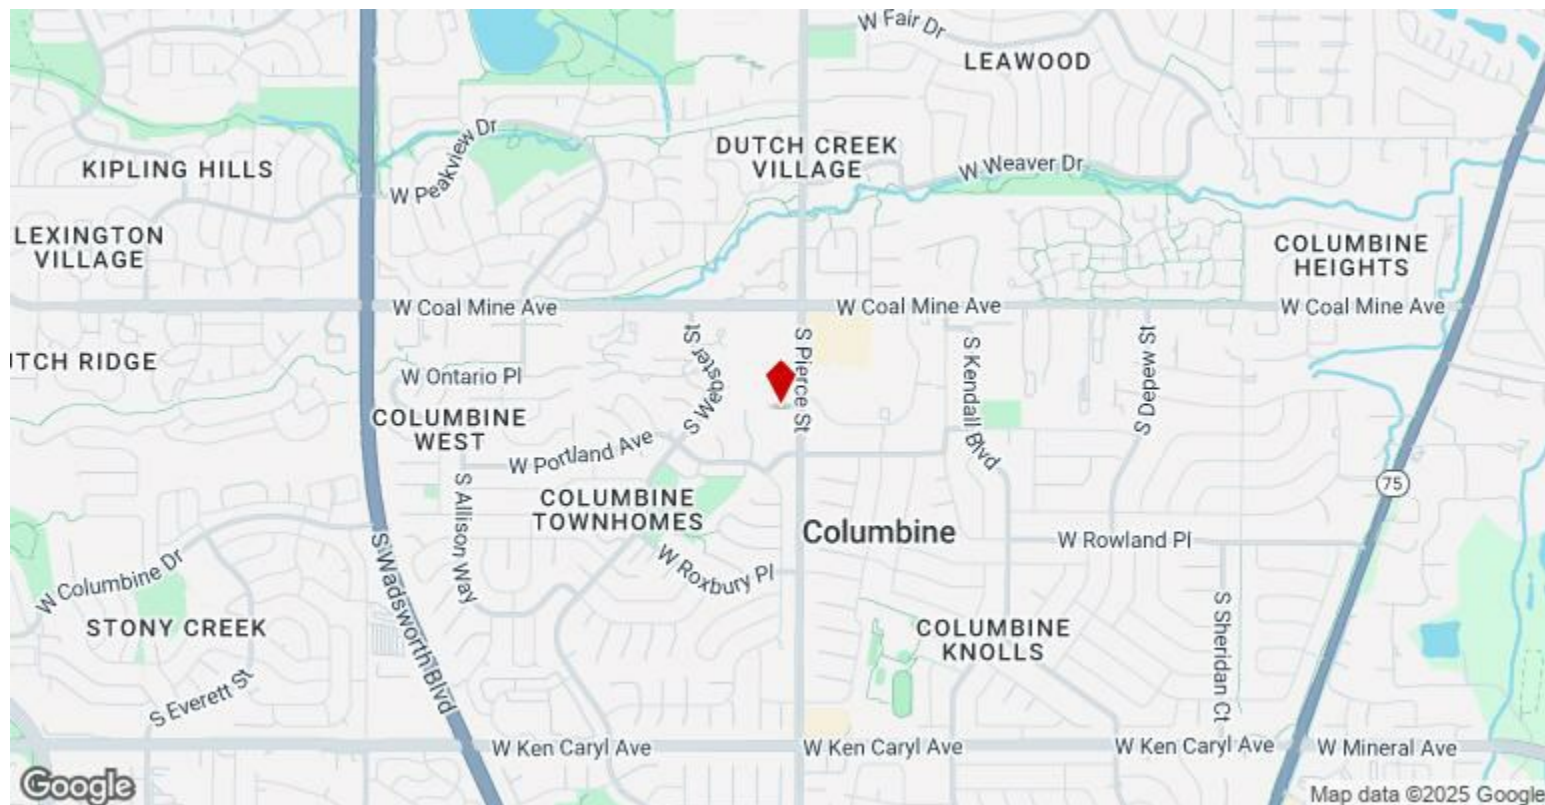 W Fair Dr
LEAWOOD
W Peakview Dr
DUTCH CREEK
VILLAGE
W Weaver Dr
KIPLING HILLS
LEXINGTON
VILLAGE
COLUMBINE
HEIGHTS
W Coal Mine Ave
W Coal Mine Ave
W Coal Mine Ave
UTCH RIDGE
W Ontario Pl
S Webster St
S Pierce St
S Kendall Blvd
S Depew St
COLUMBINE
WEST
W Portland Ave
S Allison Way
COLUMBINE
TOWNHOMES
75
Columbine
W Rowland Pl
W Columbine Dr
S Wadsworth Blvd
W Roxbury Pl
STONY CREEK
COLUMBINE
KNOLLS
S Sheridan Ct
S Everett St
W Ken Caryl Ave
W Ken Caryl Ave
W Ken Caryl Ave
W Mineral Ave
Google
Map data ©2025 Google